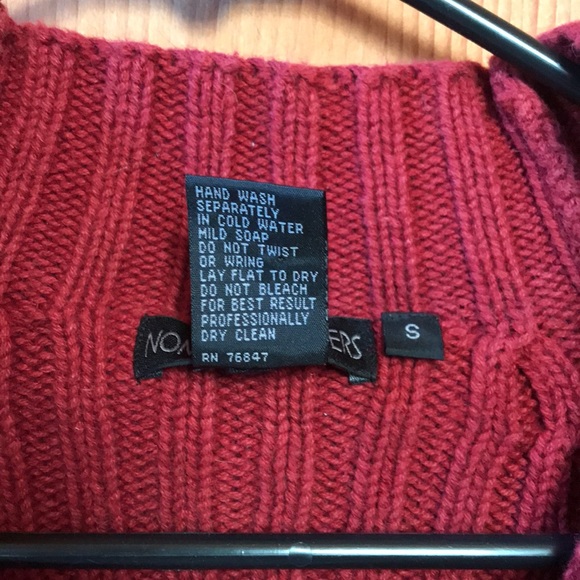 HAND WASH
SEPARATELY
IN COLD WATER
MILD SOAP
DO NOT TWIST
OR WRING
LAY FLAT TO DRY
DO NOT BLEACH
FOR BEST RESULT
PROFESSIONALLY
DRY CLEAN
RN 76847
S